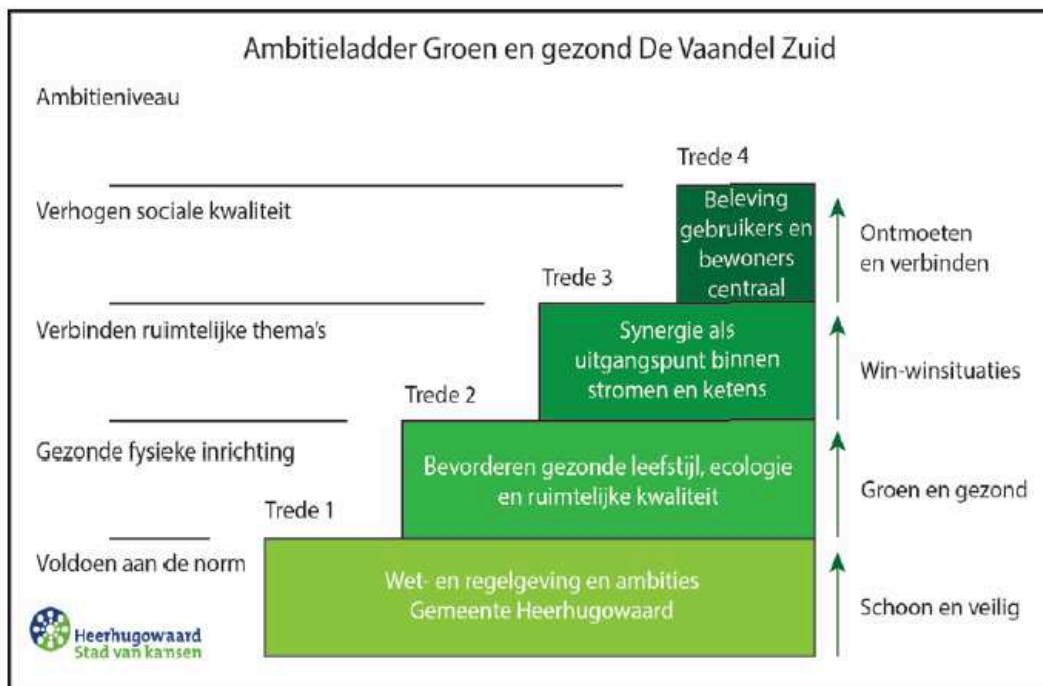 Ambitieladder Groen en gezond De Vaandel Zuid
Ambitieniveau
Trede 4
Verhogen sociale kwaliteit
Beleving
gebruikers en
bewoners
centraal
Ontmoeten
en verbinden
Trede 3
Verbinden ruimtelijke thema's
Synergie als
uitgangspunt binnen
stromen en ketens
Win-winsituaties
Trede 2
Gezonde fysieke inrichting
Bevorderen gezonde leefstijl, ecologie
en ruimtelijke kwaliteit
Groen en gezond
Trede 1
Voldoen aan de norm
Wet- en regelgeving en ambities
Gemeente Heerhugowaard
Schoon en veilig
Heerhugowaard
Stad van kansen